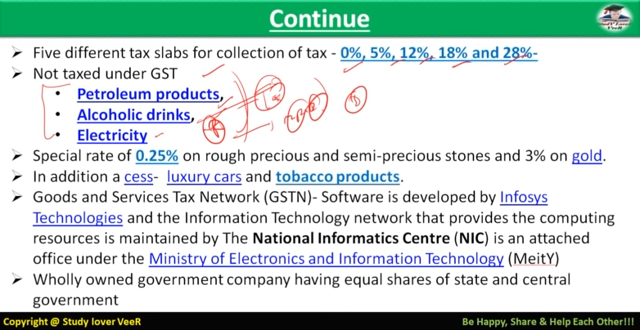 Continue
• Five different tax slabs for collection of tax - 0%, 5%, 12%, 18% and 28%-
• Not taxed under GST
• Petroleum products,
• Alcoholic drinks,
• Electricity
• Special rate of 0.25% on rough precious and semi-precious stones and 3% on gold.
• In addition a cess- luxury cars and tobacco products.
• Goods and Services Tax Network (GSTN)- Software is developed by Infosys
Technologies and the Information Technology network that provides the computing
resources is maintained by The National Informatics Centre (NIC) is an attached
office under the Ministry of Electronics and Information Technology (MeitY)
• Wholly owned government company having equal shares of state and central
government
Copyright @ Study lover VeeR
Be Happy, Share & Help Each Other!!!